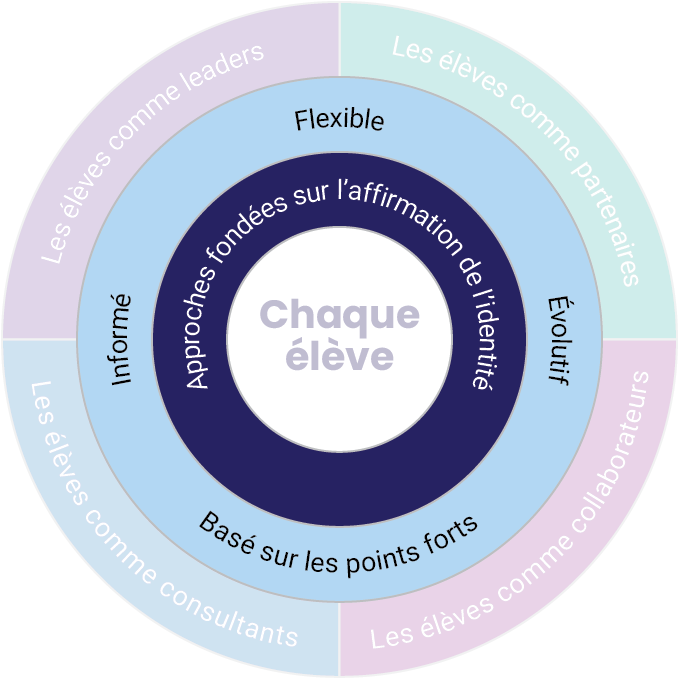 Les élèves comme leaders
Les élèves comme partenaires
Flexible
Approches fondées sur l’affirmation de l’identité
Chaque
élève
Informé
Évolutif
Basé sur les points forts
Les élèves comme consultants
Les élèves comme collaborateurs